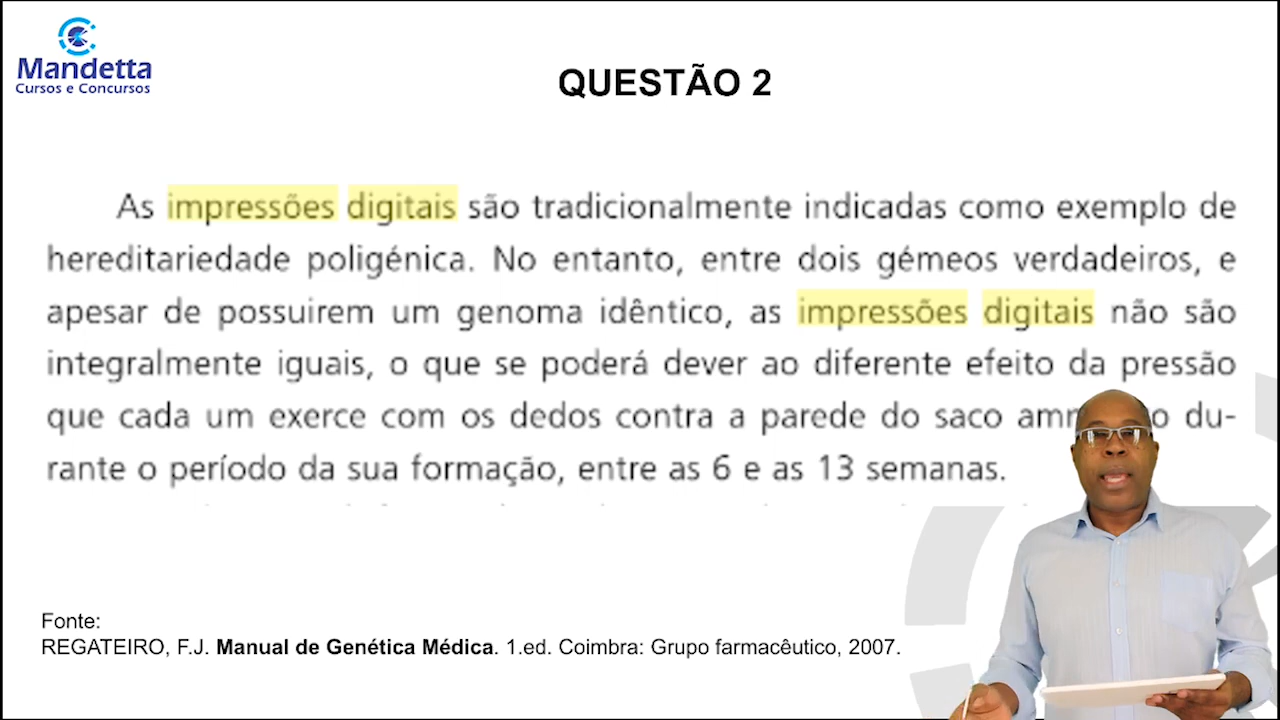 Mandetta
Cursos e Concursos
QUESTÃO 2
As impressões digitais são tradicionalmente indicadas como exemplo de
hereditariedade poligénica. No entanto, entre dois gémeos verdadeiros, e
apesar de possuirem um genoma idêntico, as impressões digitais não são
integralmente iguais, o que se poderá dever ao diferente efeito da pressão
que cada um exerce com os dedos contra a parede do saco du-
rante o período da sua formação, entre as 6 e as 13 semanas.
Fonte:
REGATEIRO, F.J. Manual de Genética Médica. 1.ed. Coimbra: Grupo farmacêutico, 2007.